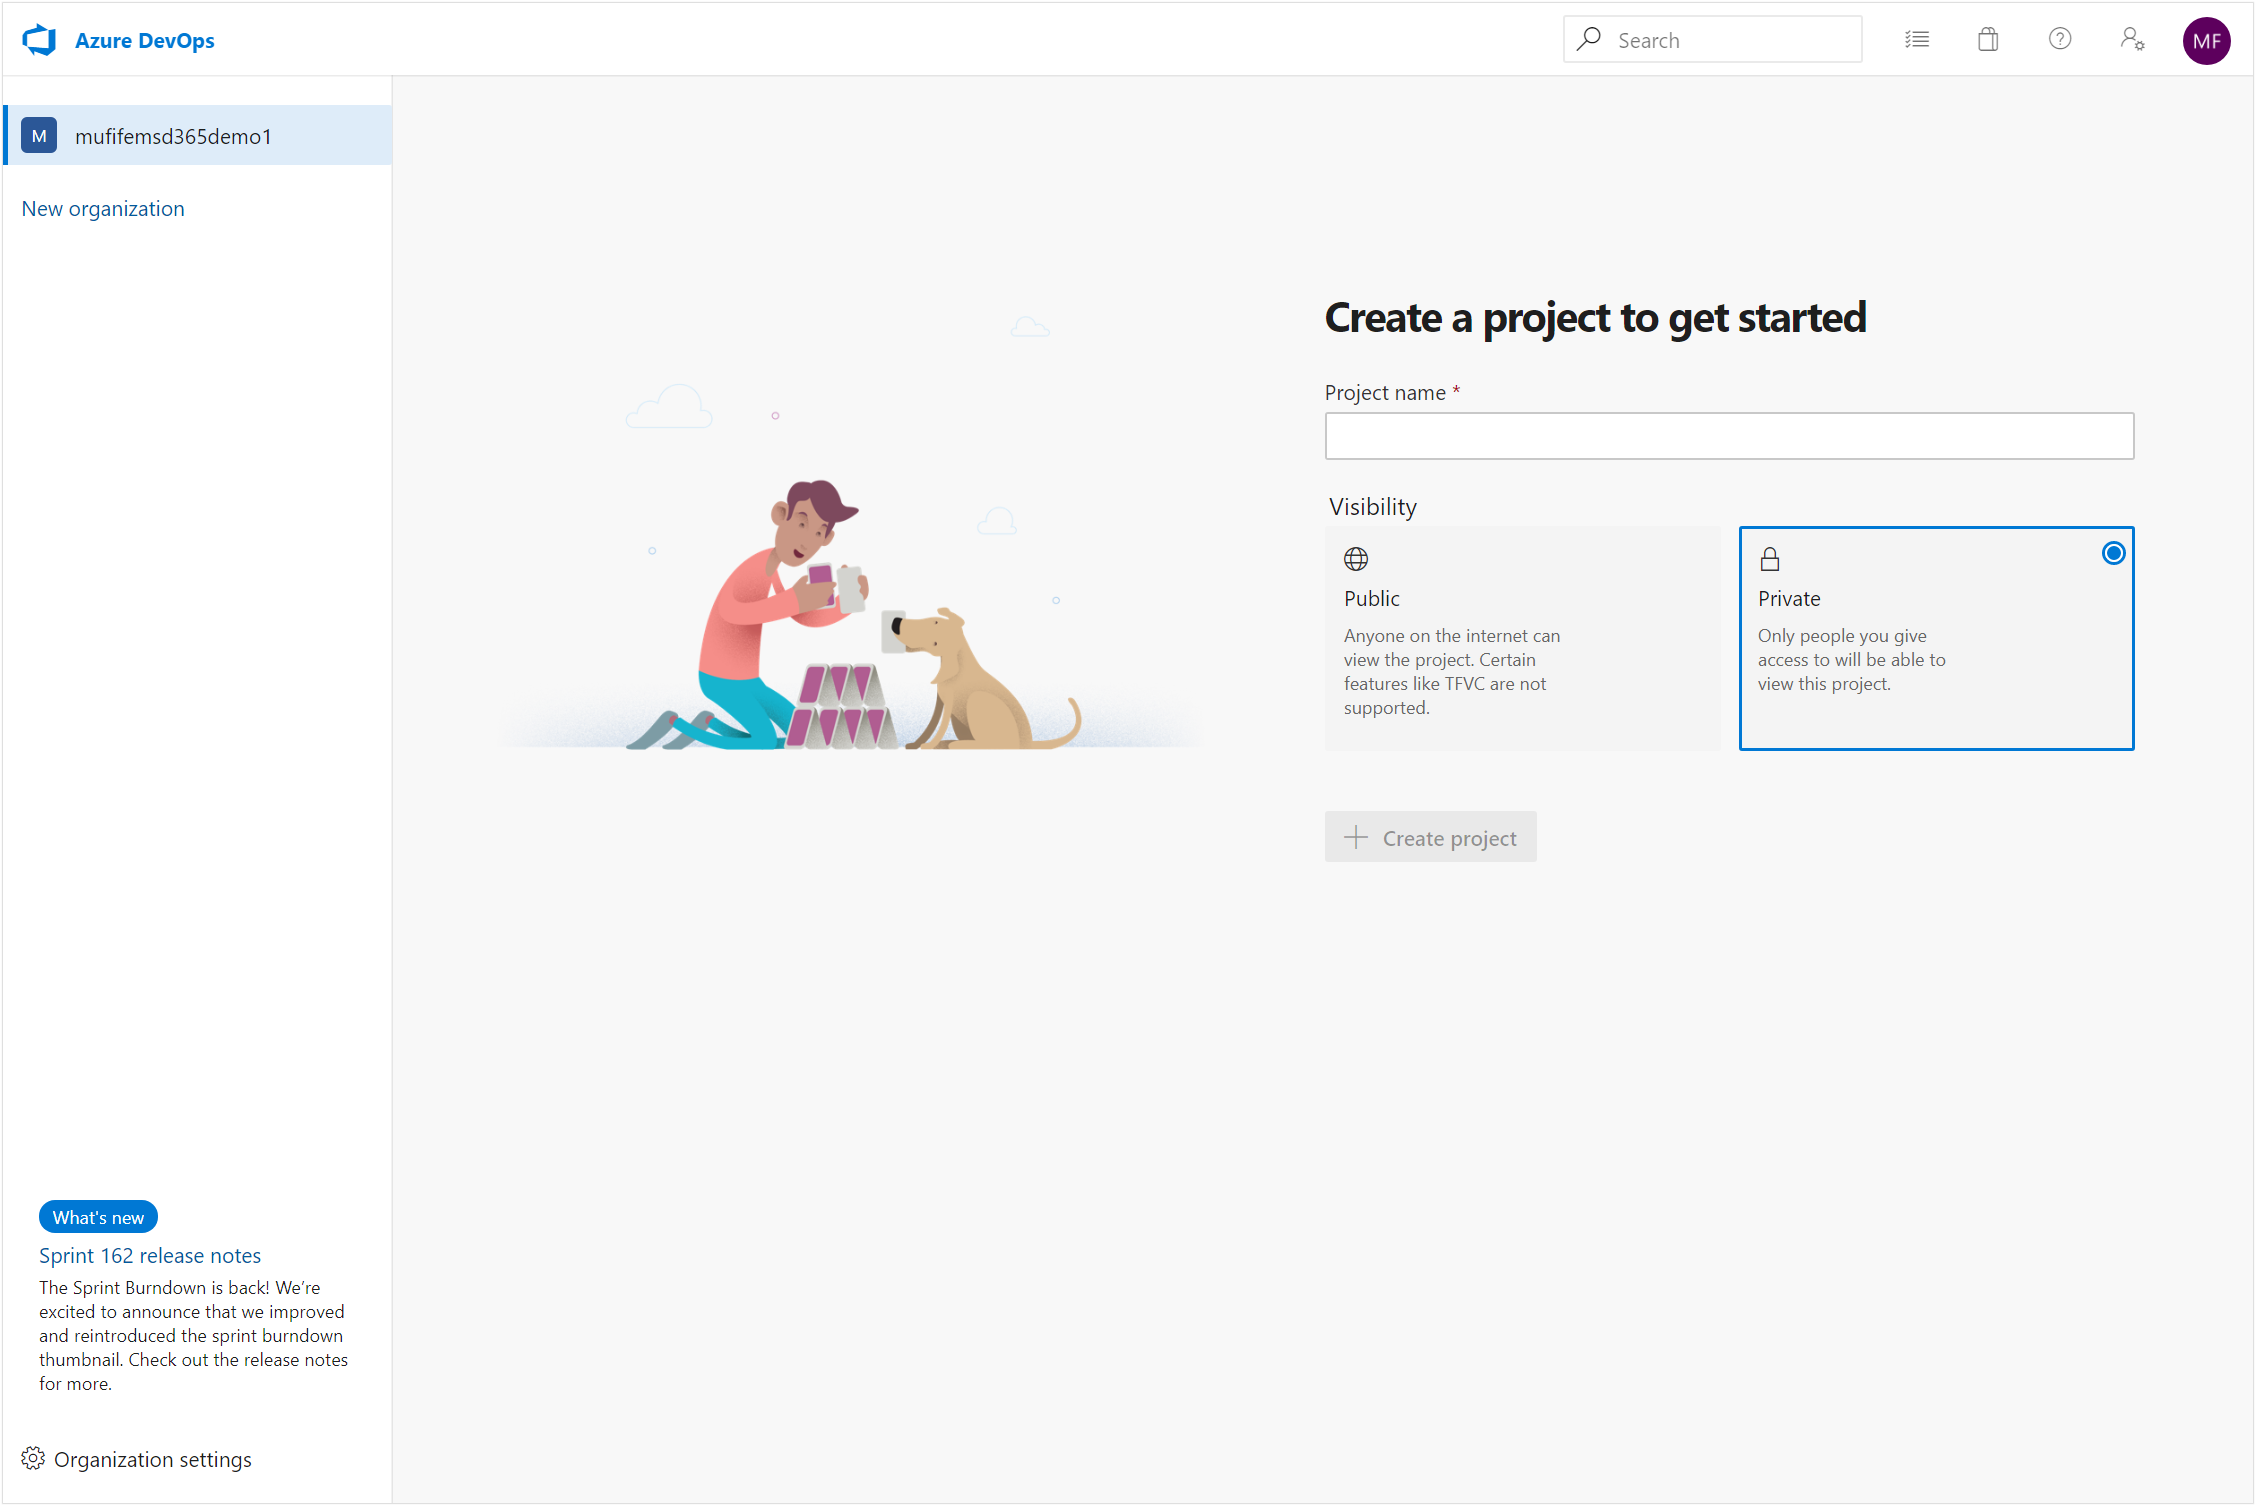 Azure DevOps
Search
MF
M
mufifemsd365demo1
New organization
Create a project to get started
Project name *
Visibility
Public
Anyone on the internet can
view the project. Certain
features like TFVC are not
supported.
Private
Only people you give
access to will be able to
view this project.
Create project
What's new
Sprint 162 release notes
The Sprint Burndown is back! We’re
excited to announce that we improved
and reintroduced the sprint burndown
thumbnail. Check out the release notes
for more.
Organization settings